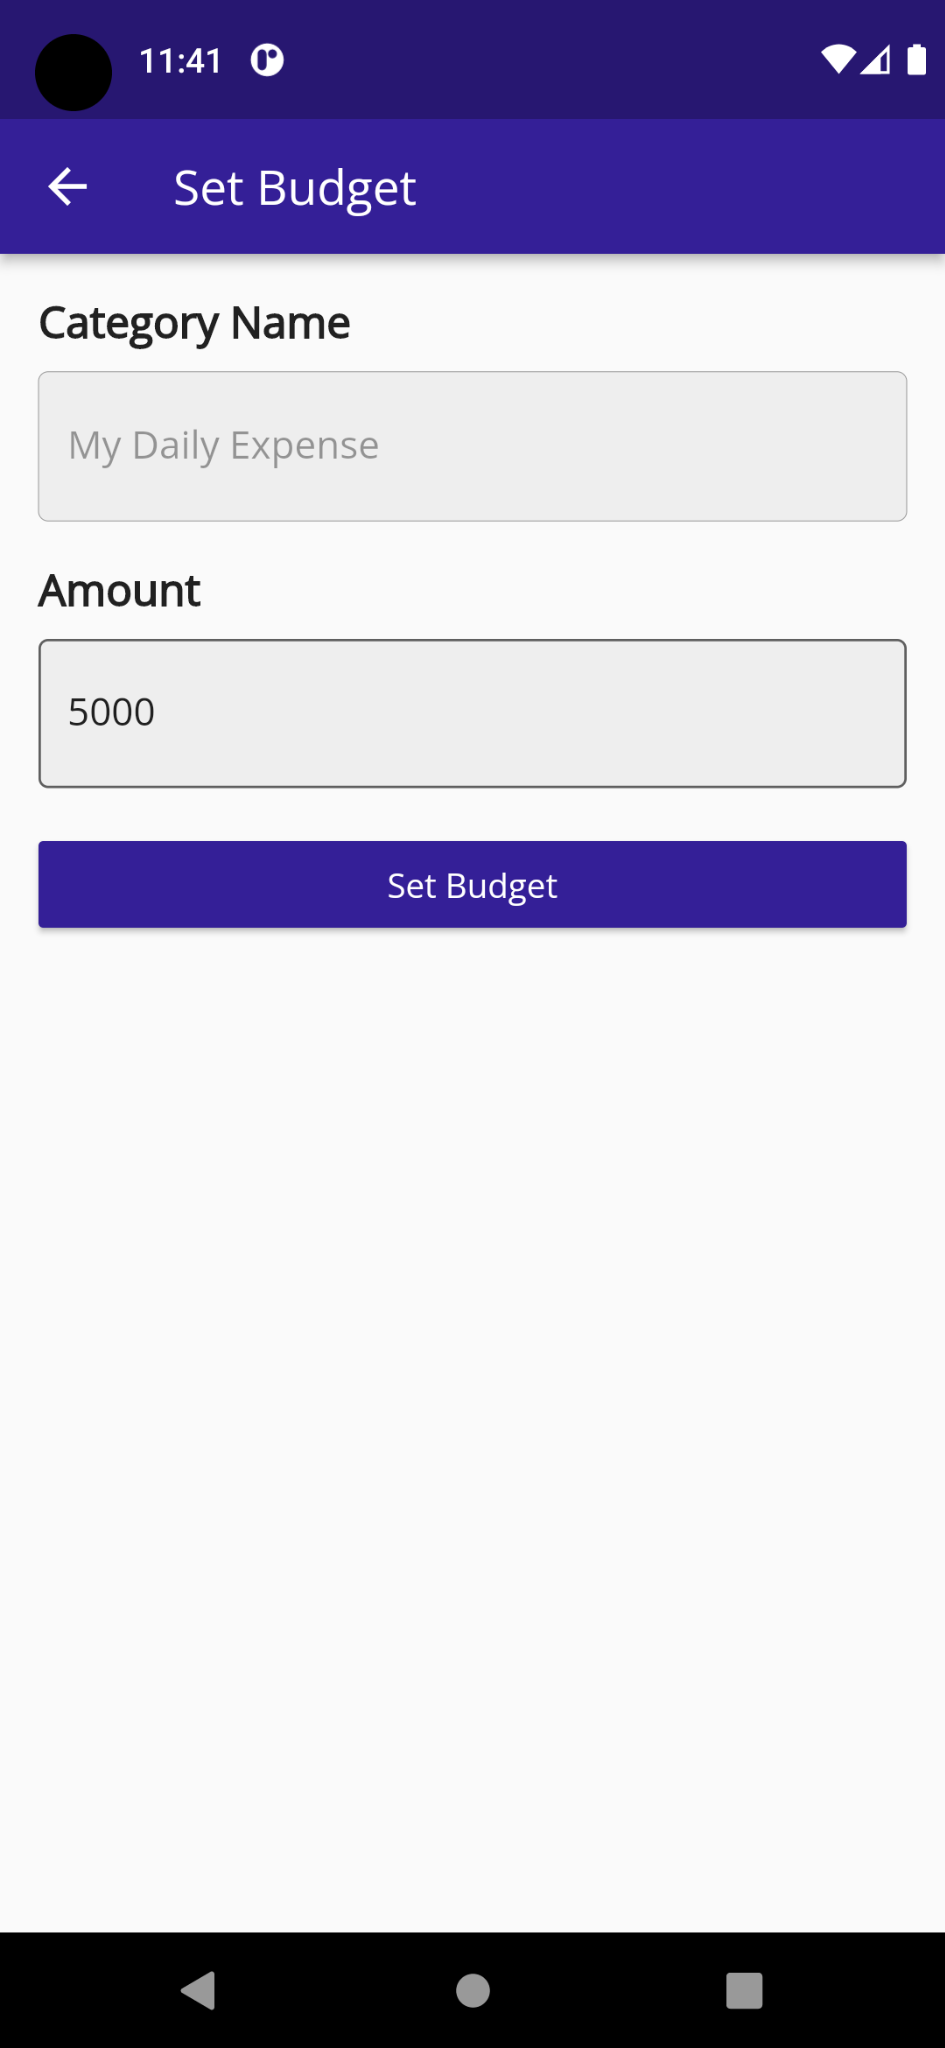 11:41
Set Budget
Category Name
My Daily Expense
Amount
5000
Set Budget